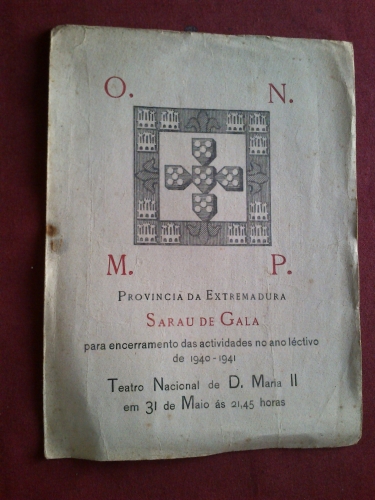 O. N.
M. P.
PROVINCIA DA EXTREMADURA
SARAU DE GALA
para encerramento das actividades no ano léctivo
de 1940-1941
Teatro Nacional de D. Maria II
em 31 de Maio ás 21,45 horas